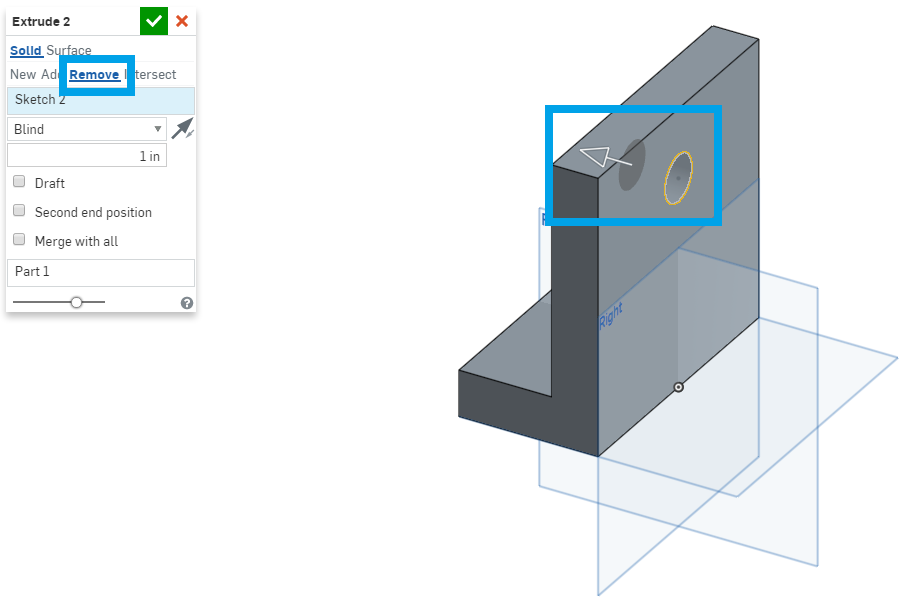 Extrude 2
Solid Surface
New Add Remove Intersect
Sketch 2
Blind
1 in
Draft
Second end position
Merge with all
Part 1
Right